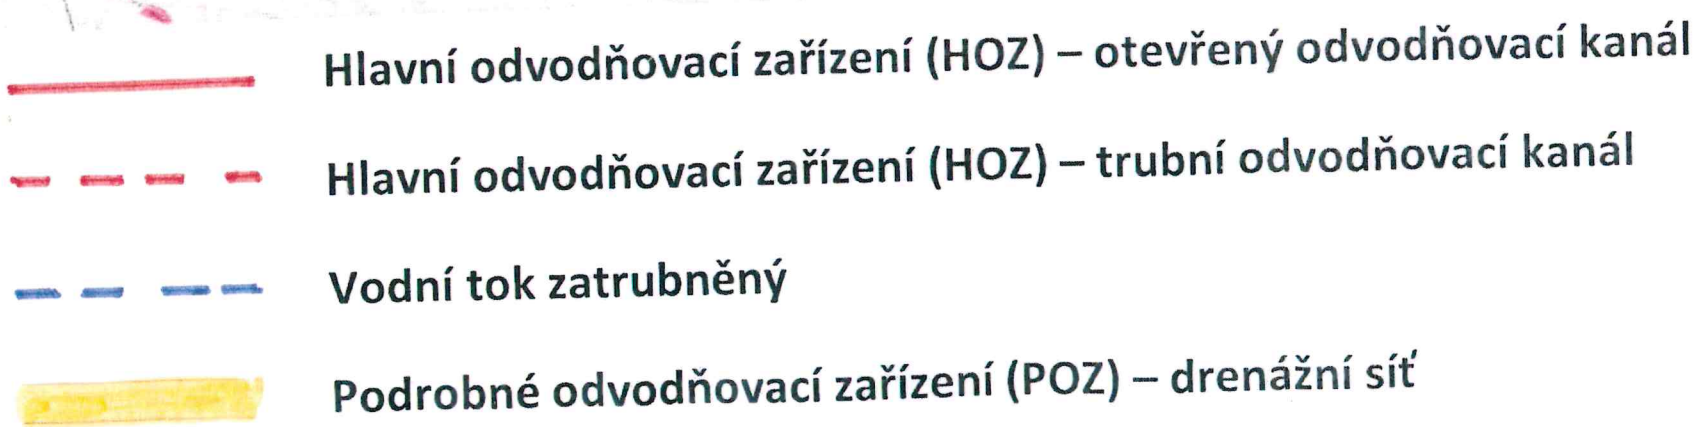 Hlavní odvodňovací zařízení (HOZ) – otevřený odvodňovací kanál
Hlavní odvodňovací zařízení (HOZ) – trubní odvodňovací kanál
Vodní tok zatrubněný
Podrobné odvodňovací zařízení (POZ) – drenážní síť